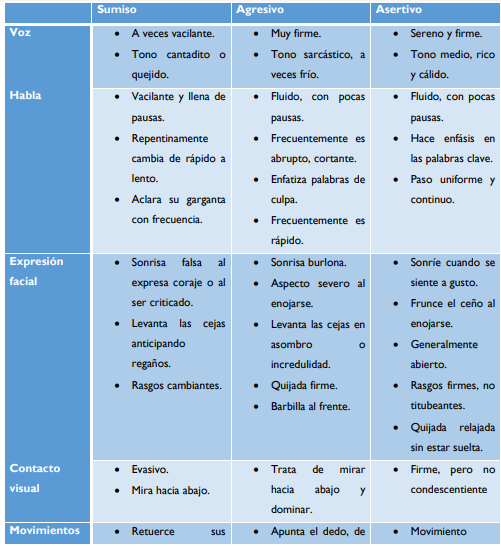 Sumiso Agresivo Asertivo
Voz
• A veces vacilante.
• Tono cantadito o
quejido.
• Muy firme.
• Tono sarcástico, a
veces frío.
• Sereno y firme.
• Tono medio, rico
y cálido.
Habla
• Vacilante y llena de
pausas.
• Repentinamente
cambia de rápido a
lento.
• Aclara su garganta
con frecuencia.
• Fluido, con pocas
pausas.
• Frecuentemente es
abrupto, cortante.
• Enfatiza palabras de
culpa.
• Frecuentemente es
rápido.
• Fluido, con pocas
pausas.
• Hace enfásis en
las palabras clave.
• Paso uniforme y
continuo.
Expresión
facial
• Sonrisa falsa al
expresa coraje o al
ser criticado.
• Levanta las cejas
anticipando
regaños.
• Rasgos cambiantes.
• Sonrisa burlona.
• Aspecto severo al
enojarse.
• Levanta las cejas en
asombro o
incredulidad.
• Quijada firme.
• Barbilla al frente.
• Sonríe cuando se
siente a gusto.
• Frunce el ceño al
enojarse.
• Generalmente
abierto.
• Rasgos firmes, no
titubeantes.
• Quijada relajada
sin estar suelta.
Contacto
visual
• Evasivo.
• Mira hacia abajo.
• Trata de mirar
hacia abajo y
dominar.
• Firme, pero no
condescendiente
Movimientos
• Retuerce sus
• Apunta el dedo, de
• Movimiento